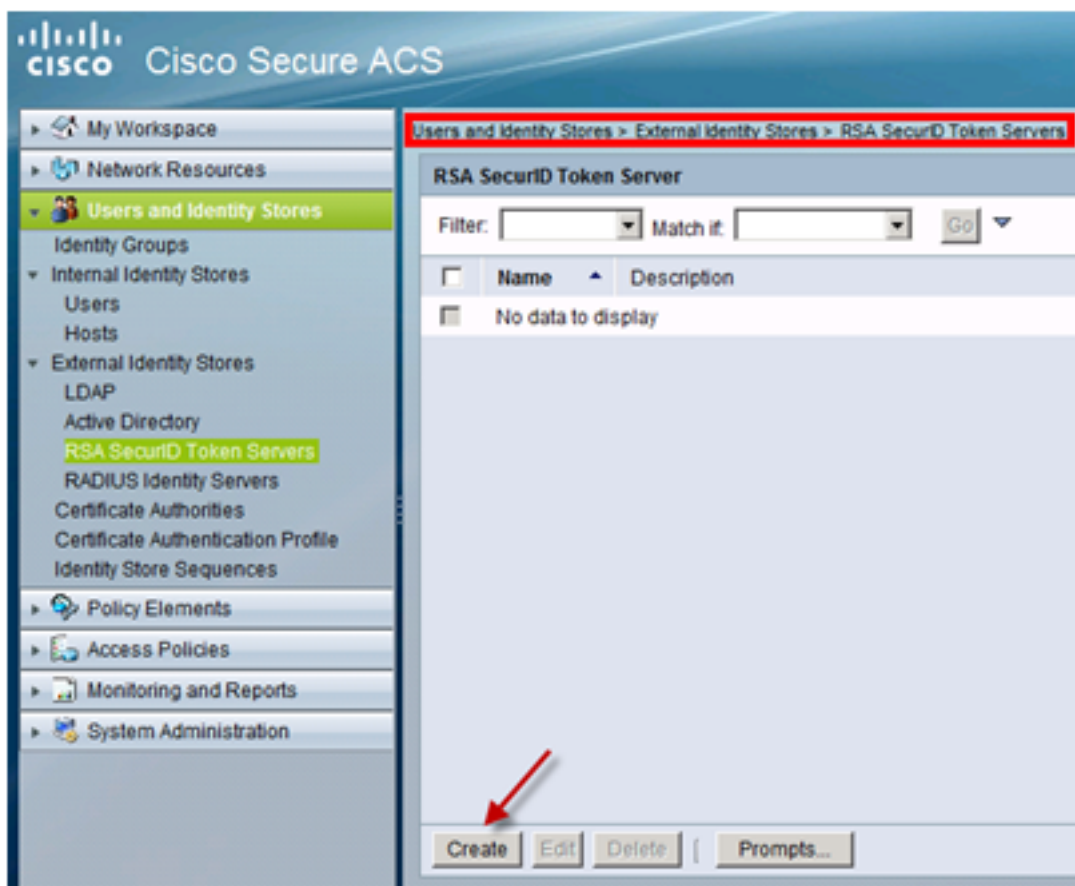 CISCO Cisco Secure ACS
My Workspace
Network Resources
Users and Identity Stores
Identity Groups
Internal Identity Stores
Users
Hosts
External Identity Stores
LDAP
Active Directory
RSA SecurID Token Servers
RADIUS Identity Servers
Certificate Authorities
Certificate Authentication Profile
Identity Store Sequences
Policy Elements
Access Policies
Monitoring and Reports
System Administration
Users and Identity Stores > External Identity Stores > RSA SecurID Token Servers
RSA SecurID Token Server
Filter: Match if: Go
Name Description
No data to display
Create Edit Delete | Prompts...